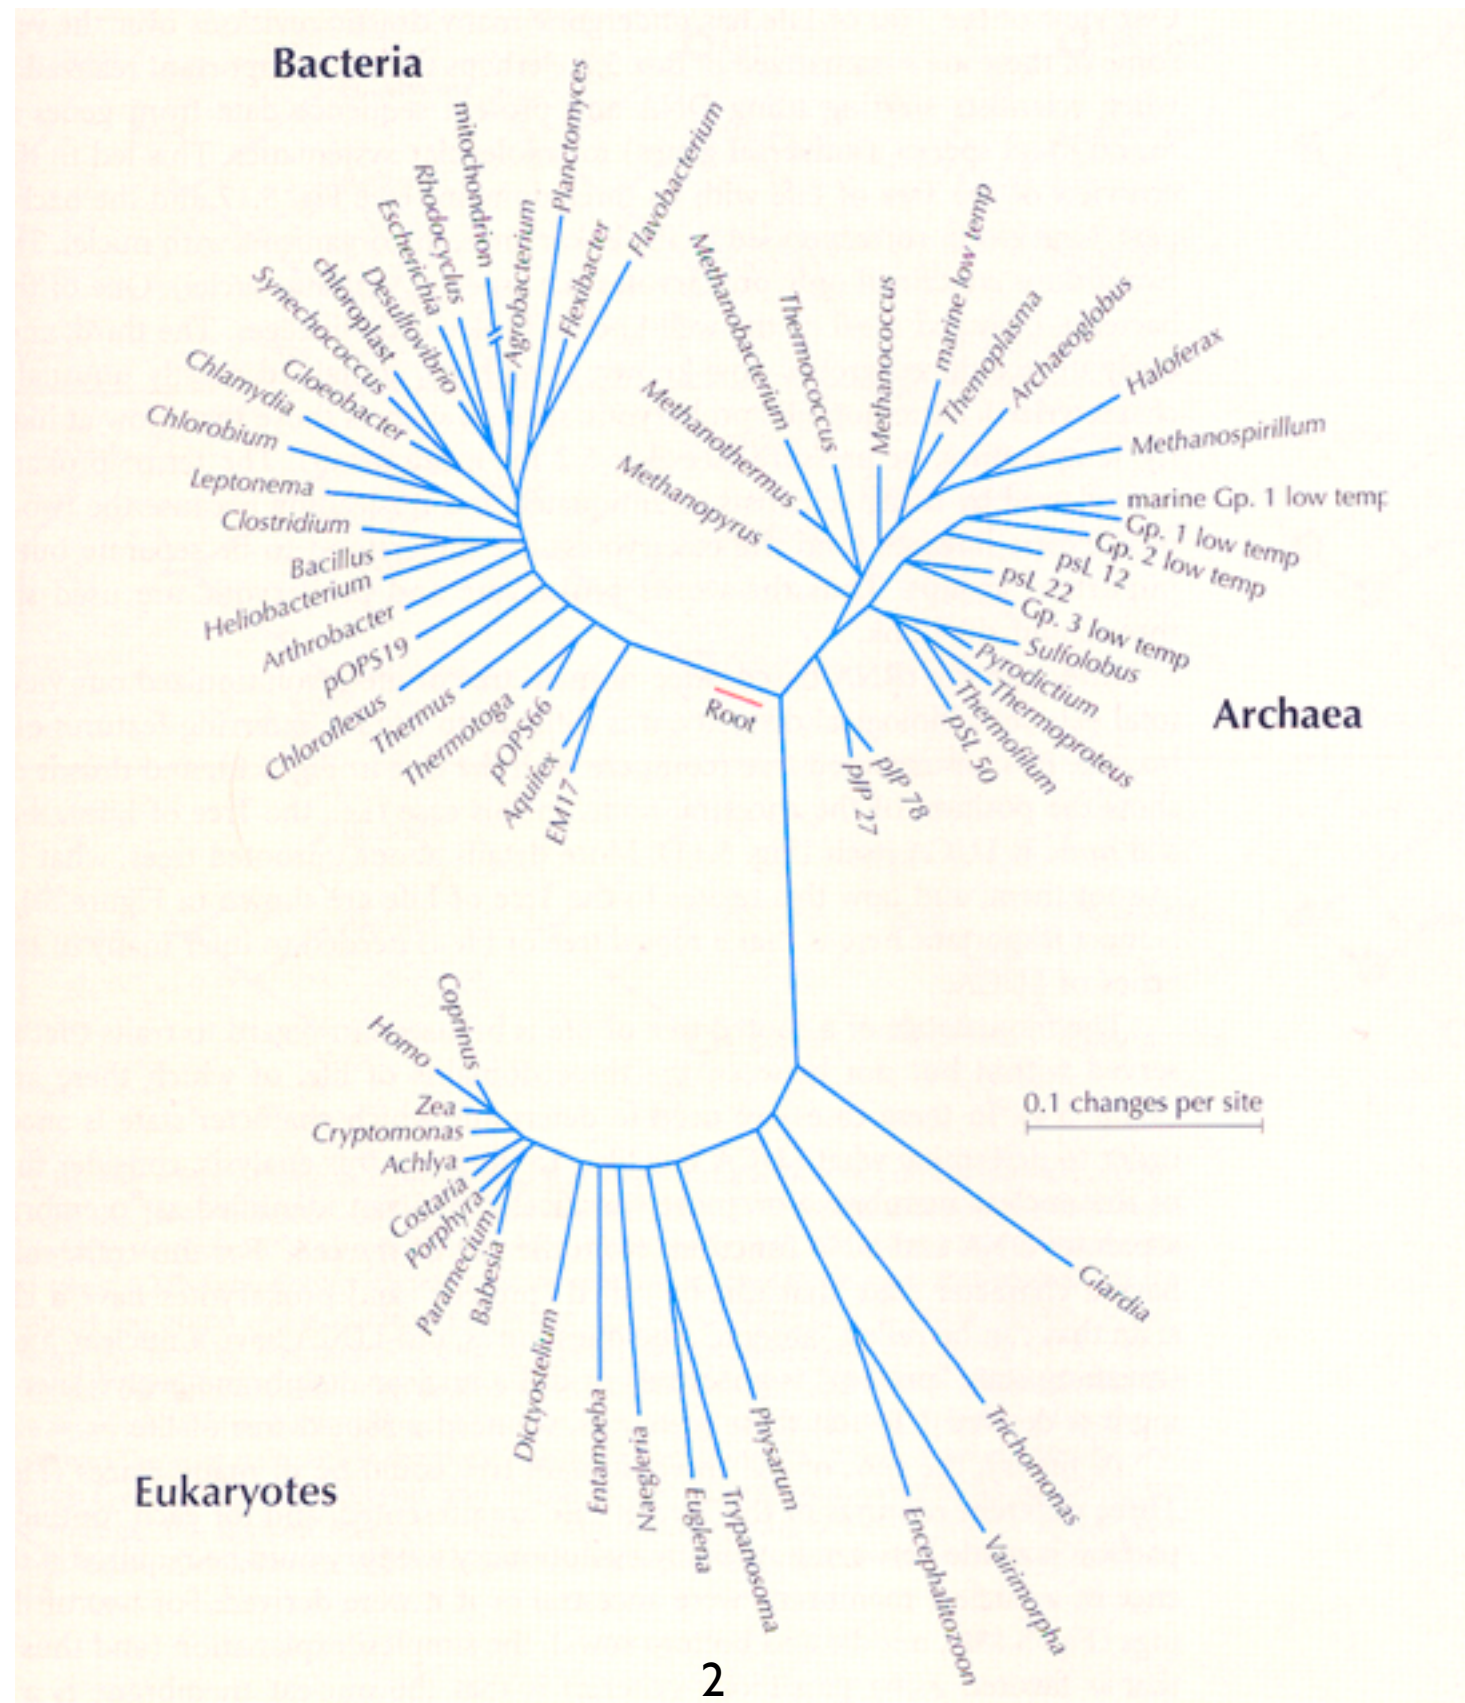 Bacteria
Planctomyces
mitochondrion
Rhodocyclus
Escherichia
Desulfovibrio
chloroplast
Synechococcus
Gloeobacter
Chlamydia
Chlorobium
Leptonema
Clostridium
Bacillus
Heliobacterium
Arthrobacter
pOPS19
Chloroflexus
Thermus
Thermotoga
pOPS66
Aquifex
EM17
Agrobacterium
Flexibacter
Flavobacterium
Root
Methanopyrus
Methanothermus
Methanobacterium
Thermococcus
Methanococcus
marine low temp
Themoplasma
Archaeoglobus
Haloferax
Methanospirillum
marine Gp. 1 low temp
Gp. 1 low temp
Gp. 2 low temp
psL 12
psL 22
Gp. 3 low temp
Sulfolobus
Pyrodictium
Thermoproteus
Thermofilum
pSL 50
pJP 78
pJP 27
Archaea
0.1 changes per site
Coprinus
Homo
Zea
Cryptomonas
Achlya
Costaria
Porphyra
Paramecium
Babesia
Dictyostelium
Entamoeba
Naegleria
Euglena
Trypanosoma
Physarum
Encephalitozoon
Vairimorpha
Trichomonas
Giardia
Eukaryotes
2